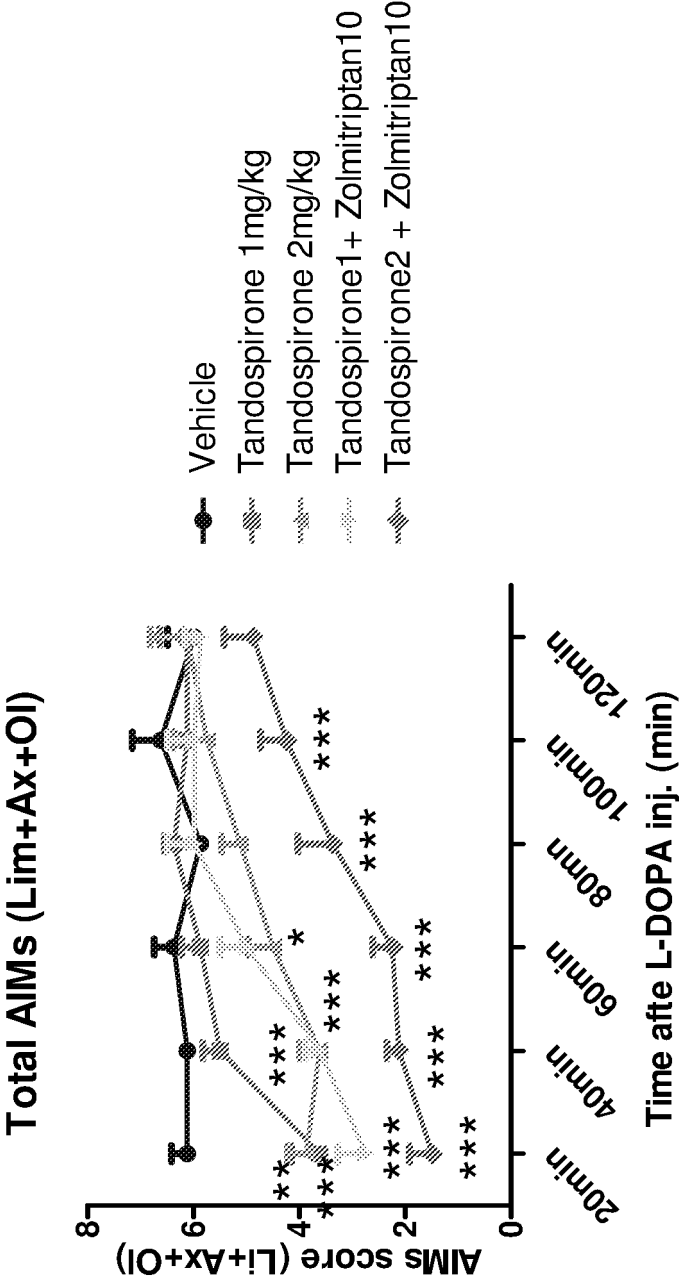 Total AIMs (Lim+Ax+Ol)
AIMs score (Li+Ax+Ol)
8
6
4
2
0
**
***
***
***
***
***
***
*
***
***
***
20min
40min
60min
80mn
100min
120min
Time afte L-DOPA inj. (min)
Vehicle
Tandospirone 1mg/kg
Tandospirone 2mg/kg
Tandospirone1+ Zolmitriptan10
Tandospirone2 + Zolmitriptan10